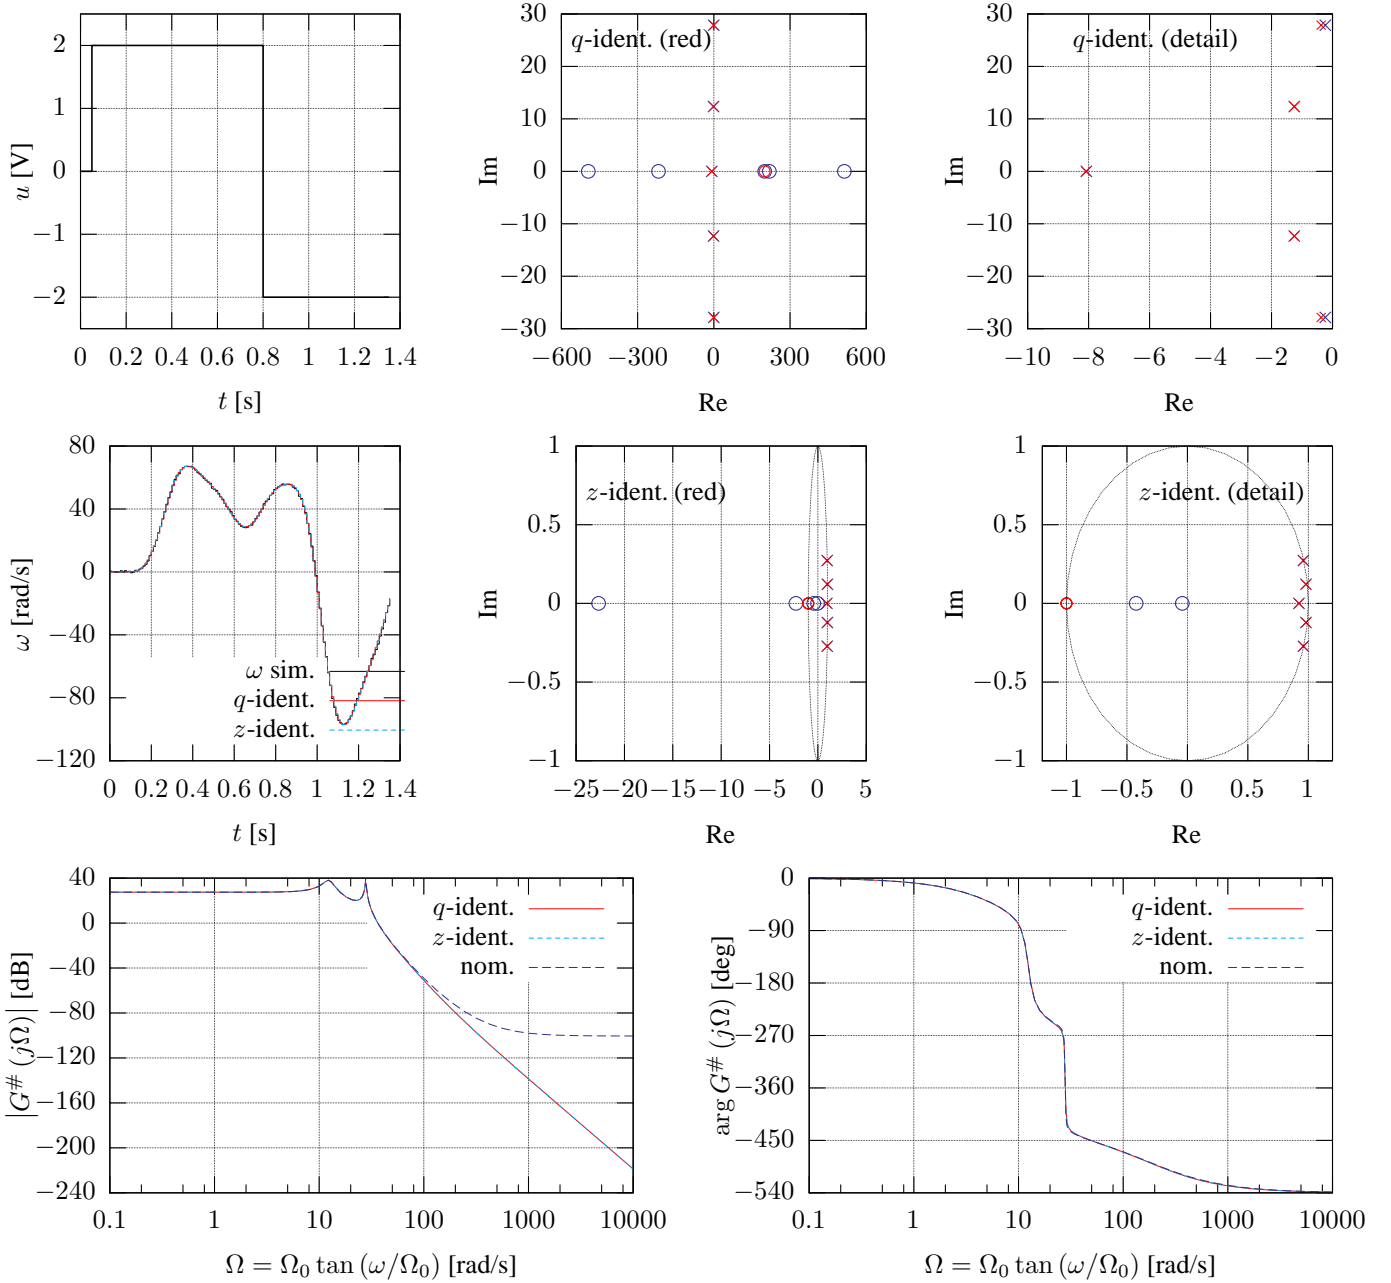 2
1
0
−1
−2
u [V]
0 0.2 0.4 0.6 0.8 1 1.2 1.4
t [s]
q-ident. (red)
30
20
10
0
−10
−20
−30
Im
−600 −300 0 300 600
Re
q-ident. (detail)
30
20
10
0
−10
−20
−30
Im
−10 −8 −6 −4 −2 0
Re
80
40
0
−40
−80
−120
ω [rad/s]
ω sim.
q-ident.
z-ident.
0 0.2 0.4 0.6 0.8 1 1.2 1.4
t [s]
z-ident. (red)
1
0.5
0
−0.5
−1
Im
−25 −20 −15 −10 −5 0 5
Re
z-ident. (detail)
1
0.5
0
−0.5
−1
Im
−1 −0.5 0 0.5 1
Re
40
0
−40
−80
−120
−160
−200
−240
|G# (jΩ)| [dB]
q-ident.
z-ident.
nom.
0.1 1 10 100 1000 10000
Ω = Ω₀ tan (ω/Ω₀) [rad/s]
0
−90
−180
−270
−360
−450
−540
arg G# (jΩ) [deg]
q-ident.
z-ident.
nom.
0.1 1 10 100 1000 10000
Ω = Ω₀ tan (ω/Ω₀) [rad/s]